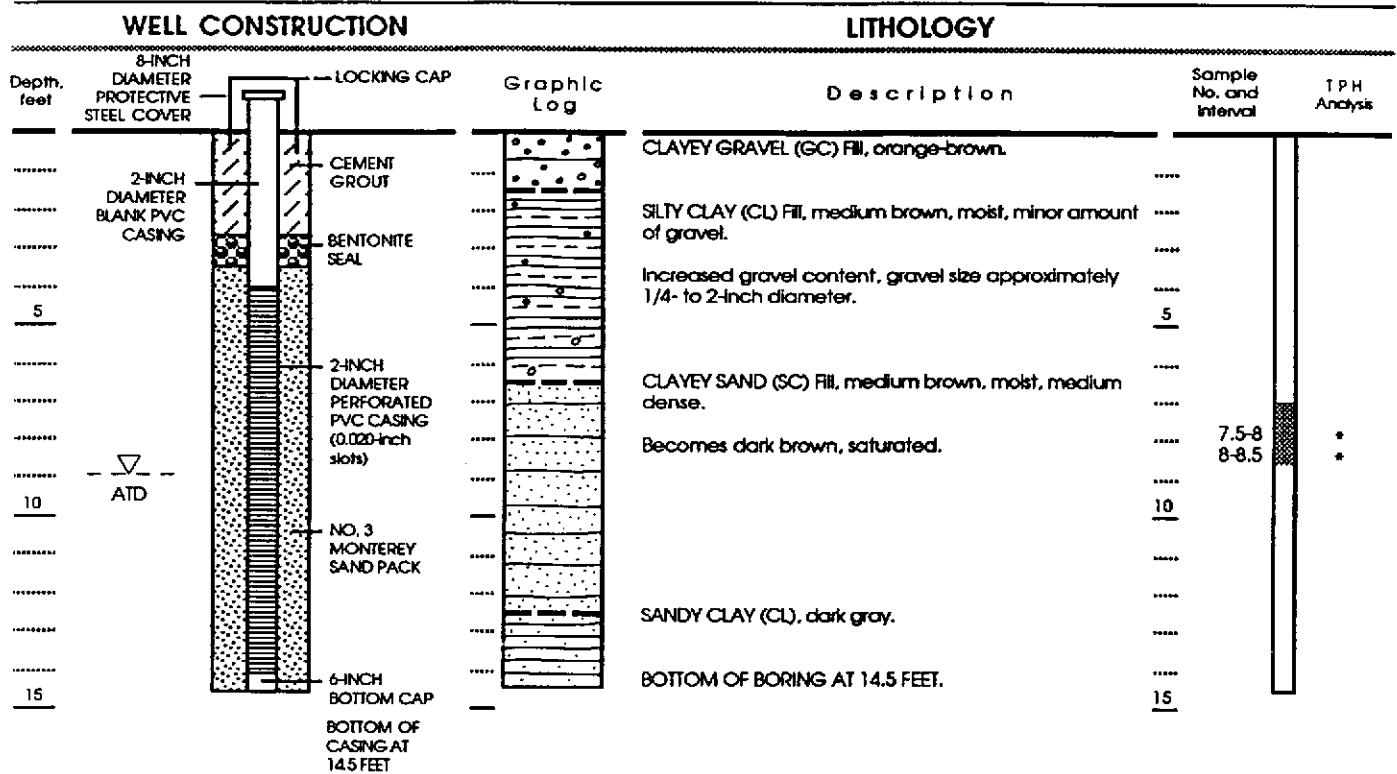 WELL CONSTRUCTION
LITHOLOGY
Depth, feet
8-INCH
DIAMETER
PROTECTIVE
STEEL COVER
LOCKING CAP
Graphic
Log
Description
Sample
No. and
Interval
TPH
Analysis
CEMENT
GROUT
2-INCH
DIAMETER
BLANK PVC
CASING
BENTONITE
SEAL
5
2-INCH
DIAMETER
PERFORATED
PVC CASING
(0.020-inch
slots)
ATD
10
NO. 3
MONTEREY
SAND PACK
15
6-INCH
BOTTOM CAP
BOTTOM OF
CASING AT
14.5 FEET
CLAYEY GRAVEL (GC) Fill, orange-brown.
SILTY CLAY (CL) Fill, medium brown, moist, minor amount
of gravel.
Increased gravel content, gravel size approximately
1/4- to 2-inch diameter.
CLAYEY SAND (SC) Fill, medium brown, moist, medium
dense.
Becomes dark brown, saturated.
SANDY CLAY (CL), dark gray.
BOTTOM OF BORING AT 14.5 FEET.
5
7.5-8 *
8-8.5 *
10
15